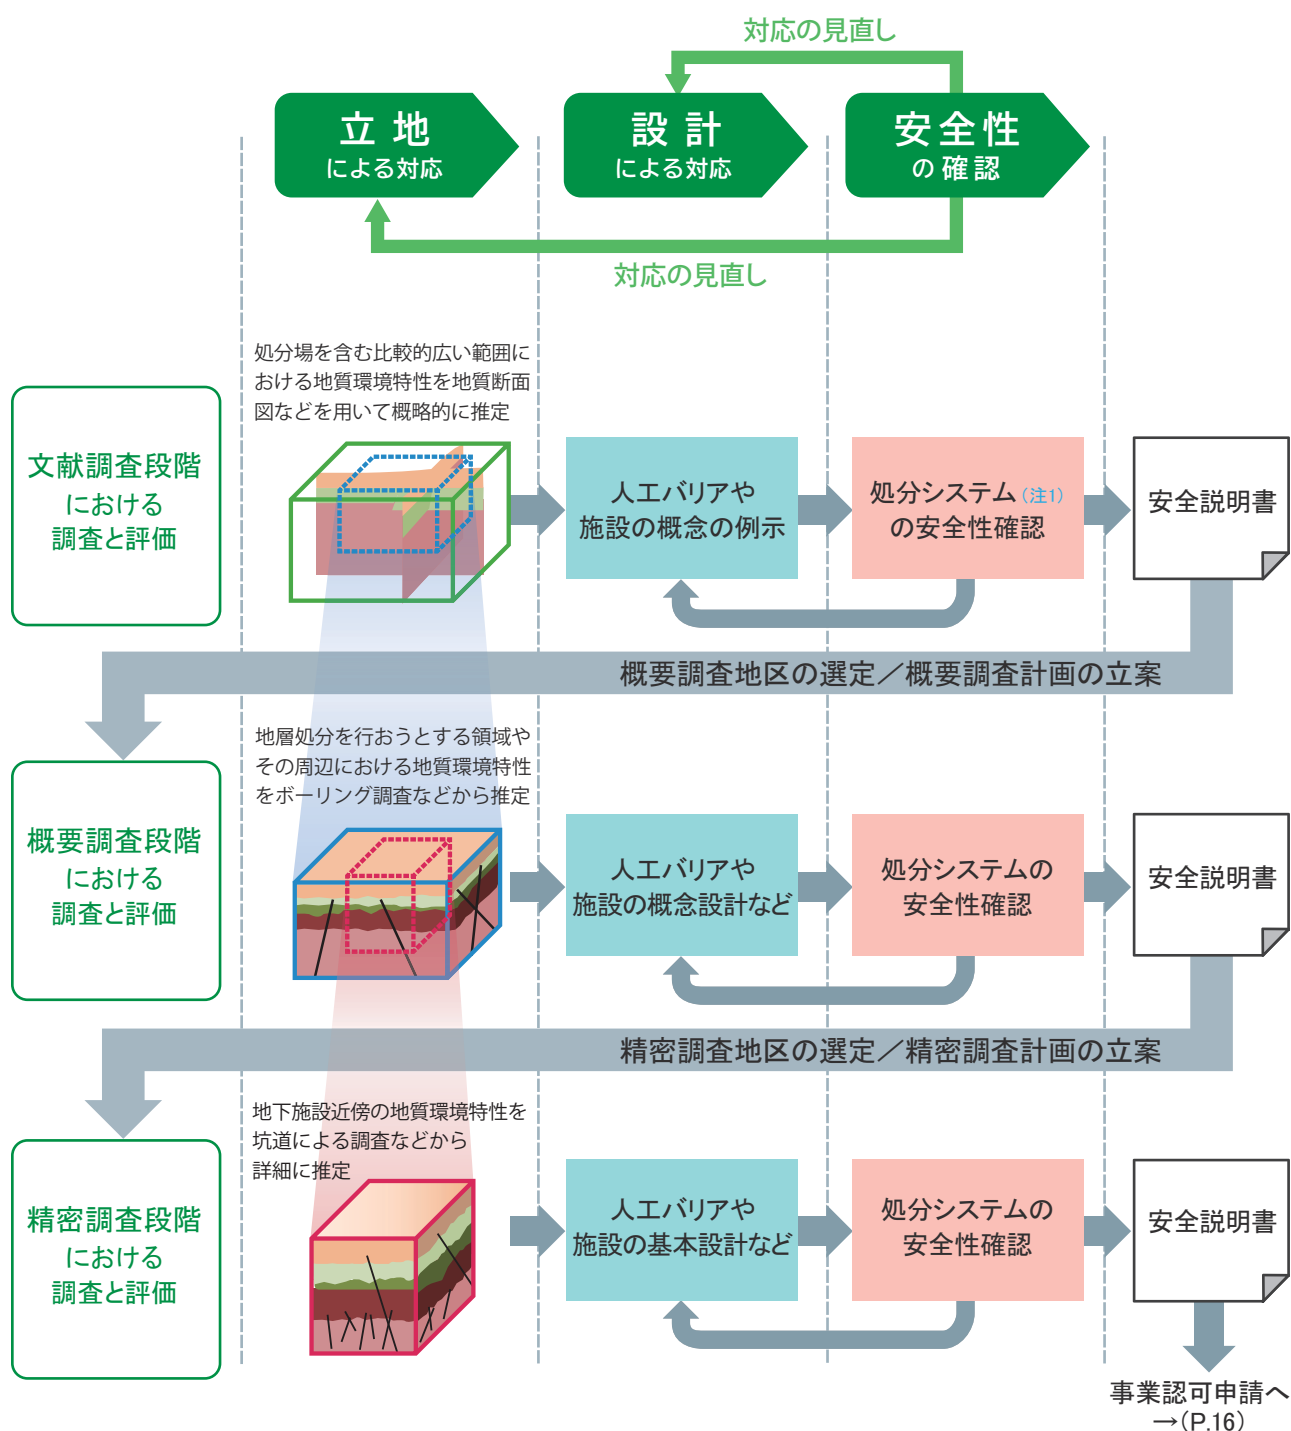 対応の見直し
立地
による対応
設計
による対応
安全性
の確認
対応の見直し
処分場を含む比較的広い範囲に
おける地質環境特性を地質断面
図などを用いて概略的に推定
文献調査段階
における
調査と評価
人工バリアや
施設の概念の例示
処分システム(注1)
の安全性確認
安全説明書
概要調査地区の選定／概要調査計画の立案
地層処分を行おうとする領域や
その周辺における地質環境特性
をボーリング調査などから推定
概要調査段階
における
調査と評価
人工バリアや
施設の概念設計など
処分システムの
安全性確認
安全説明書
精密調査地区の選定／精密調査計画の立案
地下施設近傍の地質環境特性を
坑道による調査などから
詳細に推定
精密調査段階
における
調査と評価
人工バリアや
施設の基本設計など
処分システムの
安全性確認
安全説明書
事業認可申請へ
→(P.16)